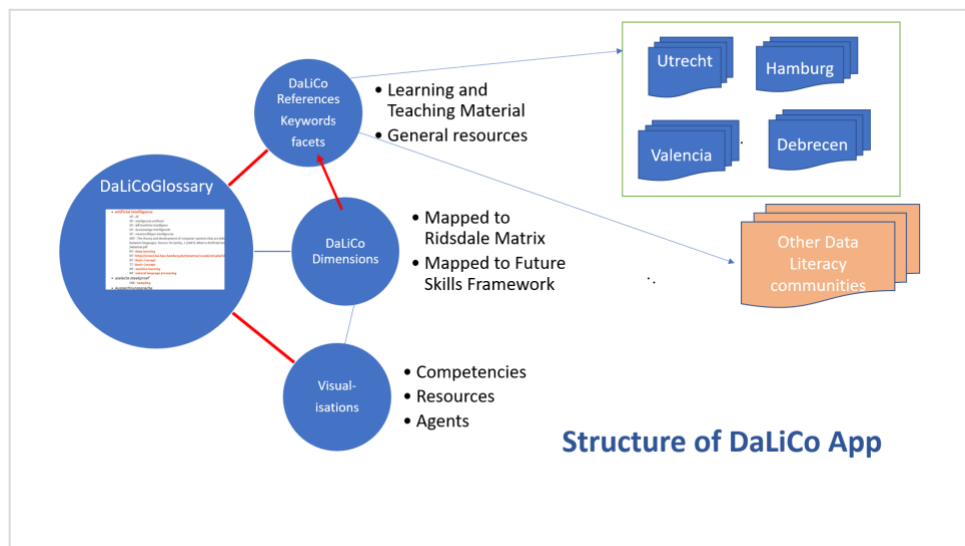 DaLiCo
References
Keywords
facets
• Learning and
Teaching Material
• General resources
Utrecht
Hamburg
Valencia
Debrecen
DaLiCoGlossary
• artificial intelligence
DaLiCo
Dimensions
• Mapped to
Ridsdale Matrix
• Mapped to Future
Skills Framework
Other Data
Literacy
communities
Visual-
isations
• Competencies
• Resources
• Agents
Structure of DaLiCo App